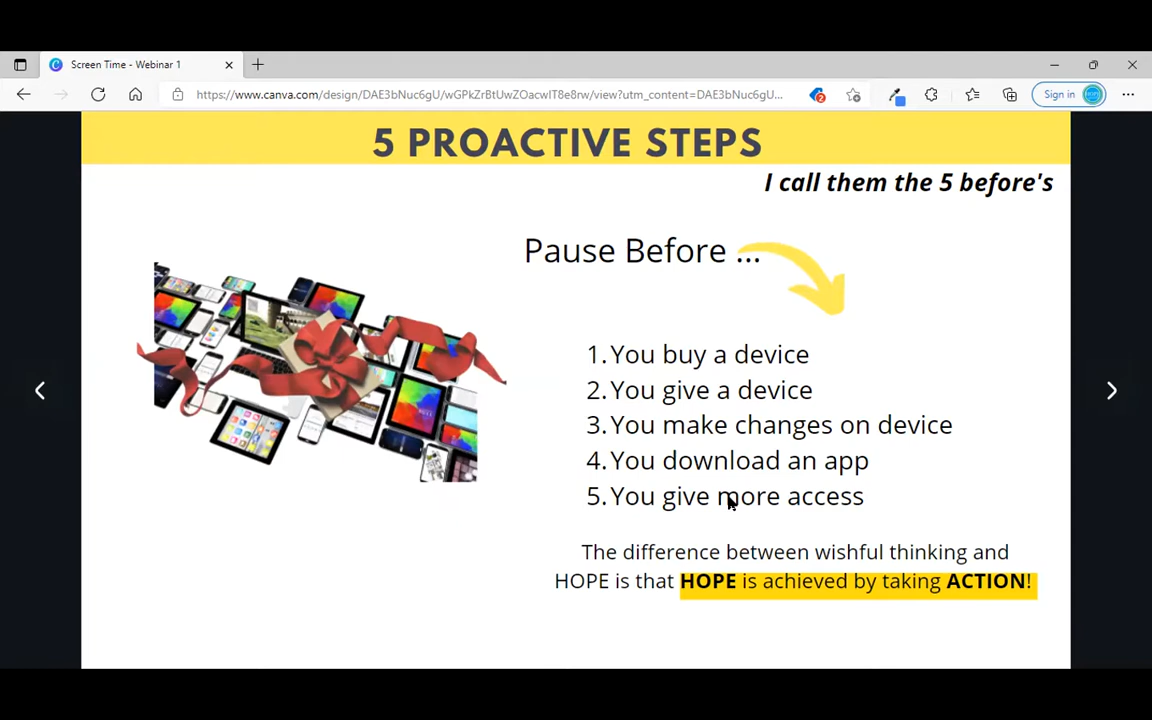 Screen Time - Webinar 1
https://www.canva.com/design/DAE3bNuc6gU/wGPkZrBtUwZOacwIT8e8rw/view?utm_content=DAE3bNuc6gU...
2
Sign in
5 PROACTIVE STEPS
I call them the 5 before's
Pause Before ...
1. You buy a device
2. You give a device
3. You make changes on device
4. You download an app
5. You give more access
The difference between wishful thinking and
HOPE is that HOPE is achieved by taking ACTION!